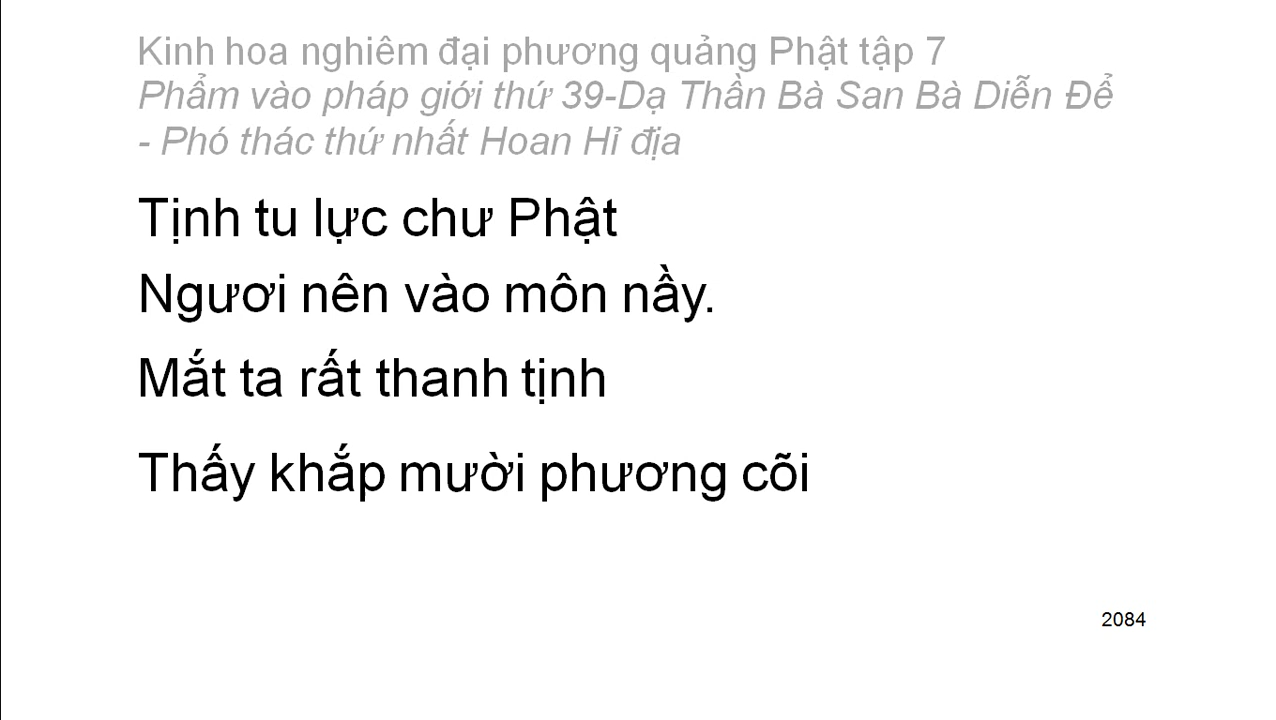 Kinh hoa nghiêm đại phương quảng Phật tập 7
Phẩm vào pháp giới thứ 39-Dạ Thần Bà San Bà Diễn Để
- Phó thác thứ nhất Hoan Hỉ địa
Tịnh tu lực chư Phật
Ngươi nên vào môn nầy.
Mắt ta rất thanh tịnh
Thấy khắp mười phương cõi
2084